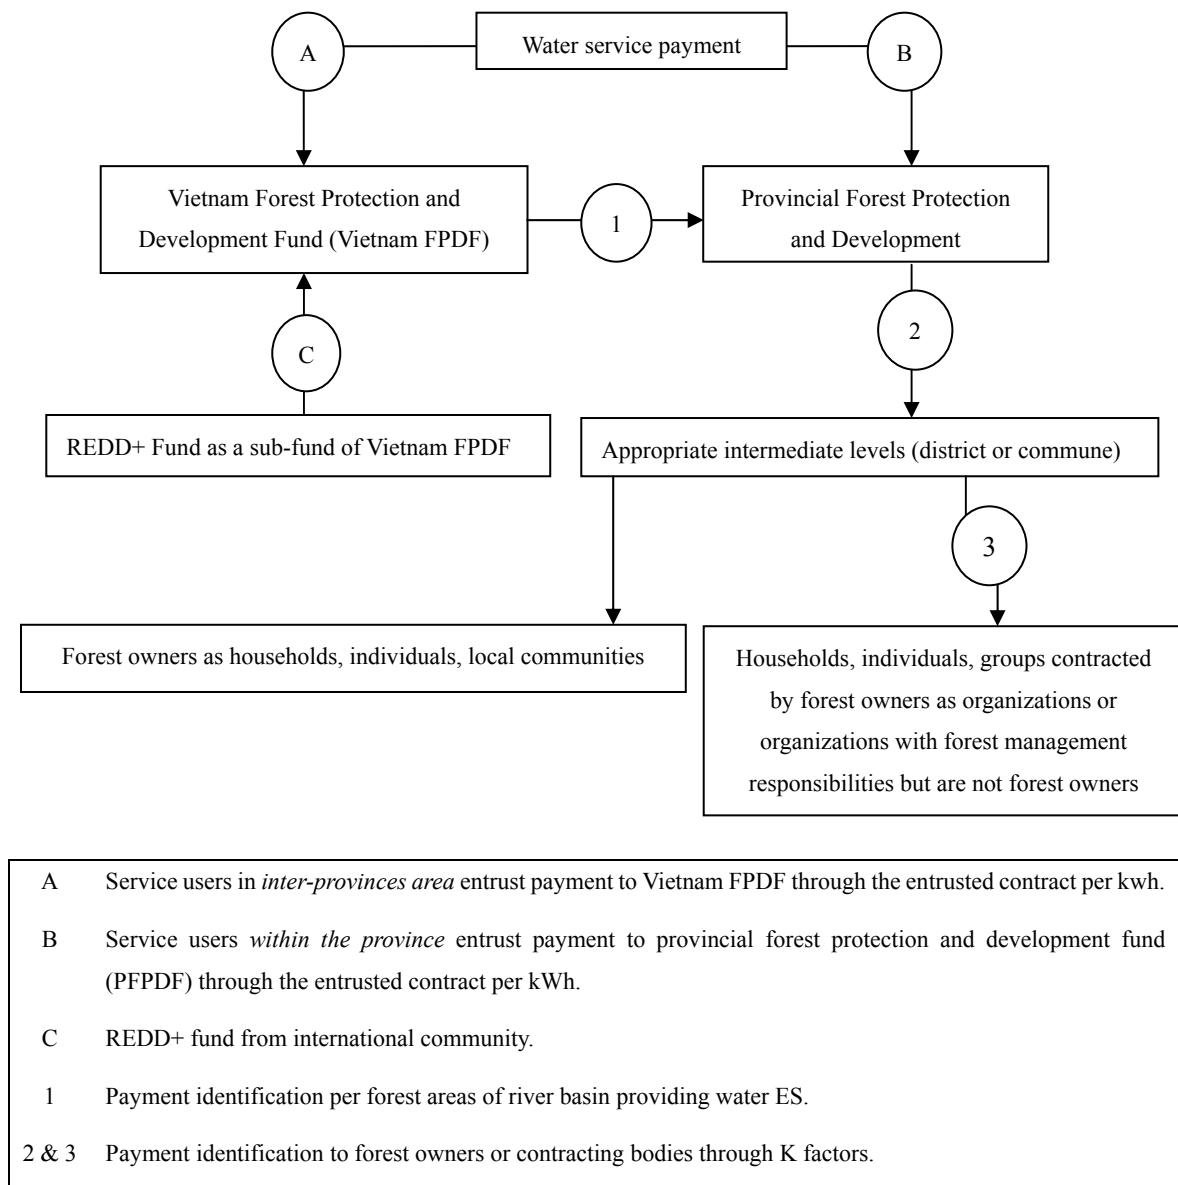 A
Water service payment
B
Vietnam Forest Protection and
Development Fund (Vietnam FPDF)
1
Provincial Forest Protection
and Development
C
2
REDD+ Fund as a sub-fund of Vietnam FPDF
Appropriate intermediate levels (district or commune)
3
Forest owners as households, individuals, local communities
Households, individuals, groups contracted
by forest owners as organizations or
organizations with forest management
responsibilities but are not forest owners
A Service users in inter-provinces area entrust payment to Vietnam FPDF through the entrusted contract per kwh.
B Service users within the province entrust payment to provincial forest protection and development fund
(PFPDF) through the entrusted contract per kWh.
C REDD+ fund from international community.
1 Payment identification per forest areas of river basin providing water ES.
2 & 3 Payment identification to forest owners or contracting bodies through K factors.